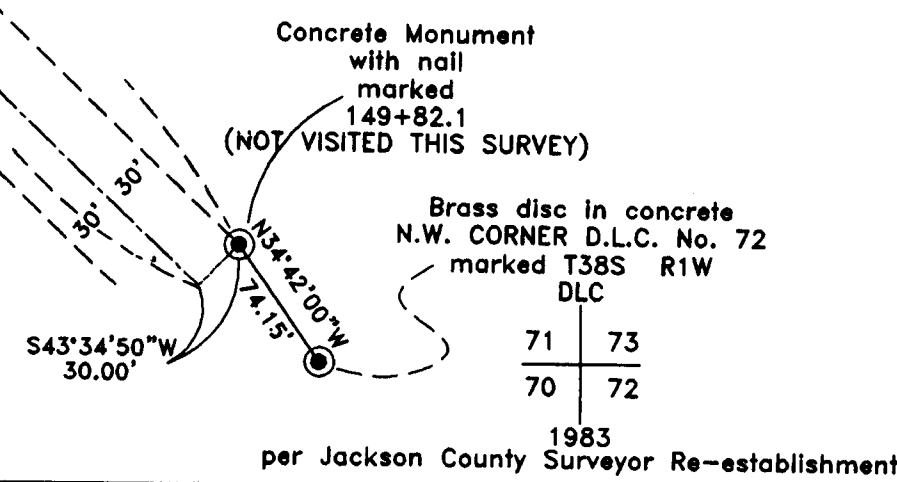 Concrete Monument
with nail
marked
149+82.1
(NOT VISITED THIS SURVEY)
30'
30'
N34°42'00"W
74.15'
S43°34'50"W
30.00'
Brass disc in concrete
N.W. CORNER D.L.C. No. 72
marked T38S R1W
DLC
71 73
70 72
1983
per Jackson County Surveyor Re-establishment